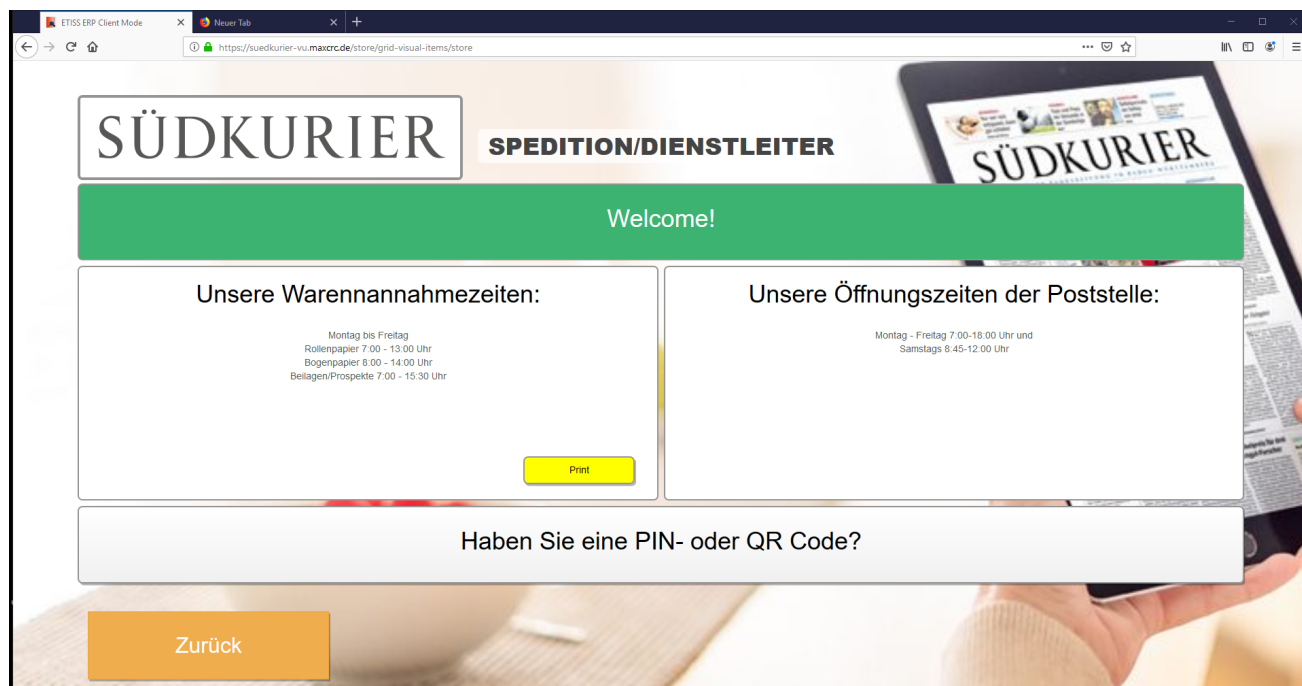 ETISS ERP Client Mode
Neuer Tab
https://suedkurier-vu.maxcrc.de/store/grid-visual-items/store
SÜDKURIER
SPEDITION/DIENSTLEITER
SÜDKURIER
Welcome!
Unsere Warennannahmezeiten:
Montag bis Freitag
Rollenpapier 7:00 - 13:00 Uhr
Bogenpapier 8:00 - 14:00 Uhr
Beilagen/Prospekte 7:00 - 15:30 Uhr
Print
Unsere Öffnungszeiten der Poststelle:
Montag - Freitag 7:00-18:00 Uhr und
Samstags 8:45-12:00 Uhr
Haben Sie eine PIN- oder QR Code?
Zurück